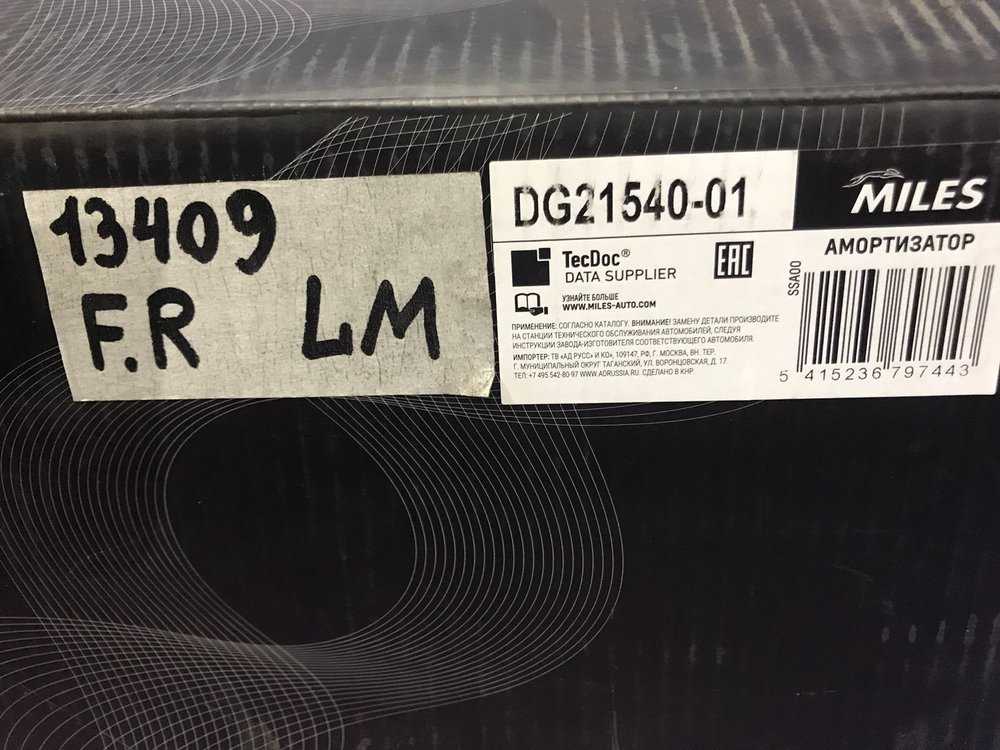 13409
F.R LM
DG21540-01
MILES
АМОРТИЗАТОР
TecDoc®
DATA SUPPLIER
EAC
УЗНАЙТЕ БОЛЬШЕ
WWW.MILES-AUTO.COM
SSA00
ПРИМЕНЕНИЕ: СОГЛАСНО КАТАЛОГУ. ВНИМАНИЕ! ЗАМЕНУ ДЕТАЛИ ПРОИЗВОДИТЕ
НА СТАНЦИИ ТЕХНИЧЕСКОГО ОБСЛУЖИВАНИЯ АВТОМОБИЛЕЙ, СЛЕДУЯ
ИНСТРУКЦИИ ЗАВОДА-ИЗГОТОВИТЕЛЯ СООТВЕТСТВУЮЩЕГО АВТОМОБИЛЯ.
ИМПОРТЕР: ТВ «АД РУСС» И КО», 109147, РФ, Г. МОСКВА, ВН. ТЕР.
Г. МУНИЦИПАЛЬНЫЙ ОКРУГ ТАГАНСКИЙ, УЛ. ВОРОНЦОВСКАЯ, Д. 17.
ТЕЛ: +7 495 542-80-97 WWW.ADRUSSIA.RU. СДЕЛАНО В КНР.
5 415236 797443